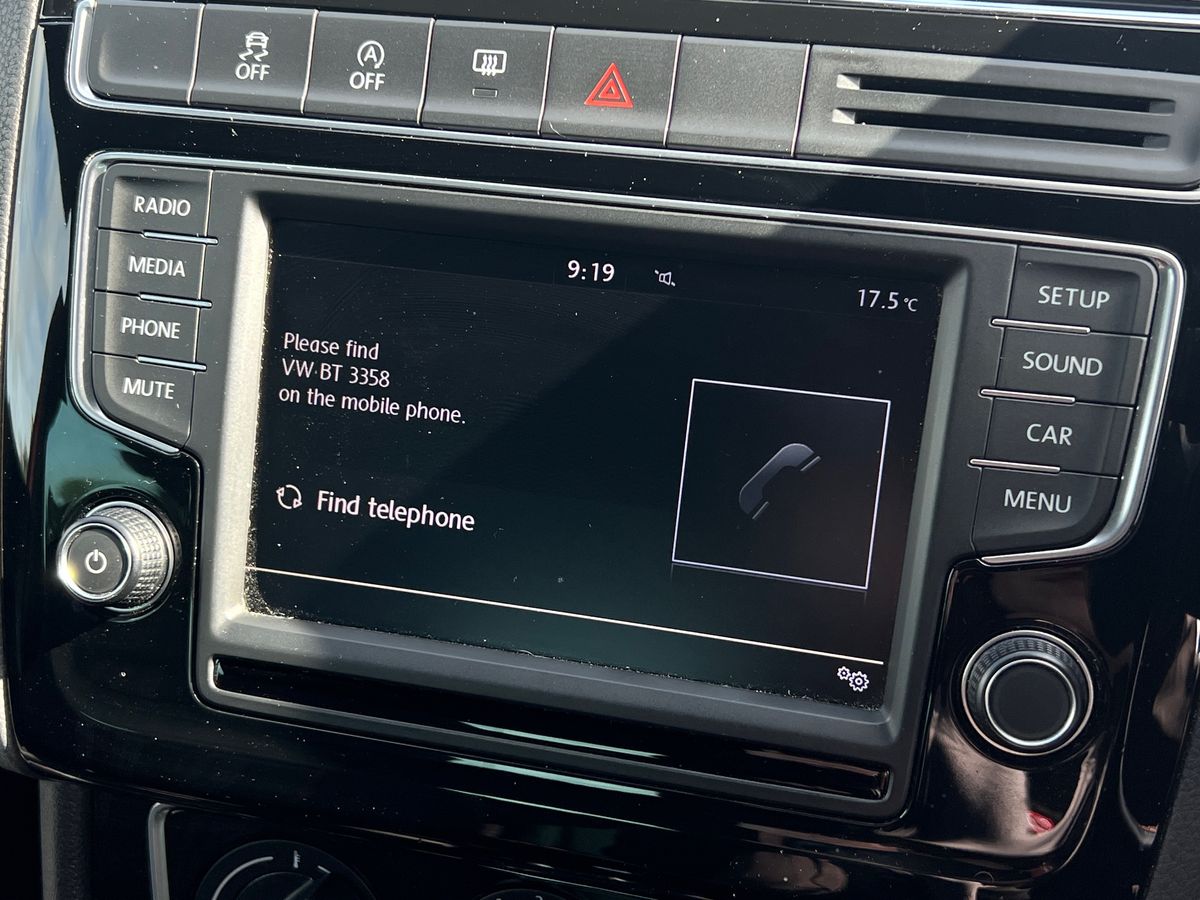 OFF
A
OFF
RADIO
MEDIA
PHONE
MUTE
9:19
17.5 °C
Please find
VW BT 3358
on the mobile phone.
Find telephone
SETUP
SOUND
CAR
MENU